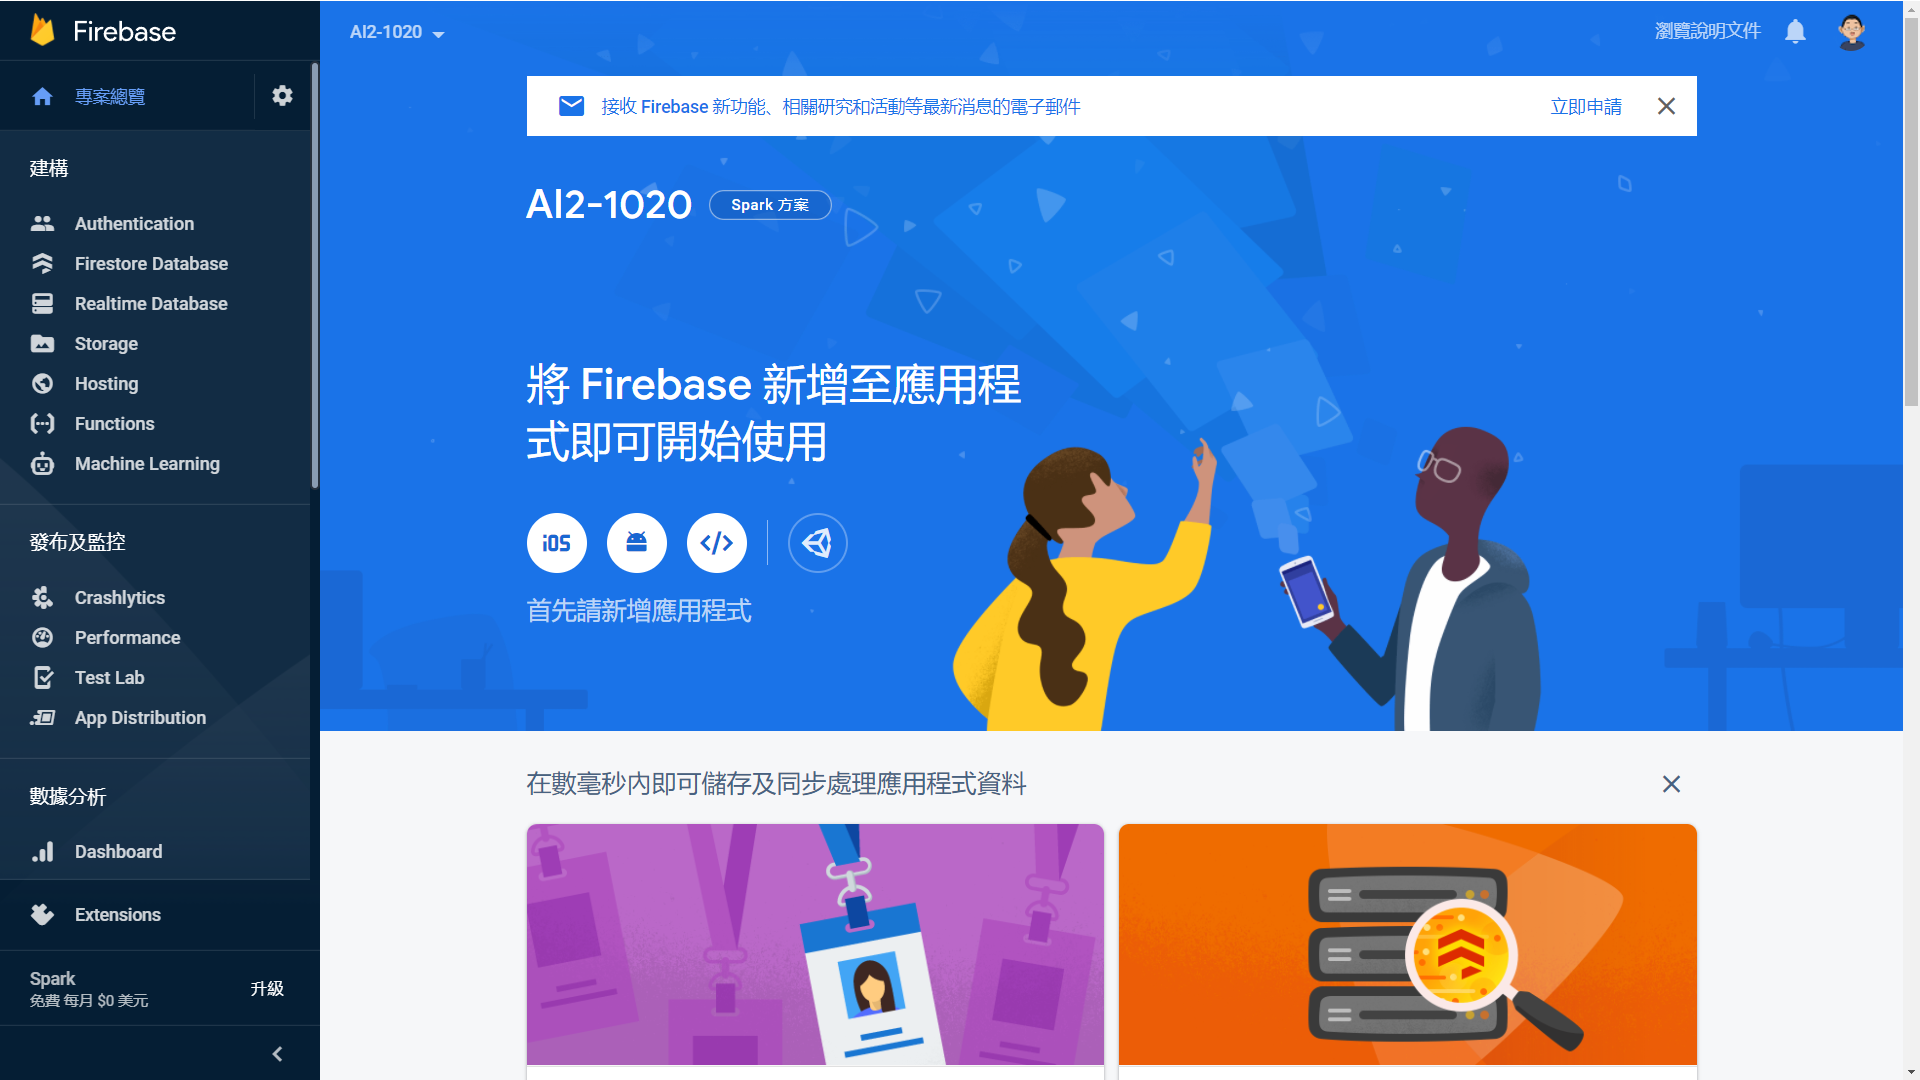 Firebase
專案總覽
建構
Authentication
Firestore Database
Realtime Database
Storage
Hosting
Functions
Machine Learning
發布及監控
Crashlytics
Performance
Test Lab
App Distribution
數據分析
Dashboard
Extensions
Spark
免費 每月 $0 美元
升級
AI2-1020
瀏覽說明文件
接收 Firebase 新功能、相關研究和活動等最新消息的電子郵件
立即申請
AI2-1020
Spark 方案
將 Firebase 新增至應用程
式即可開始使用
iOS
首先請新增應用程式
在數毫秒內即可儲存及同步處理應用程式資料